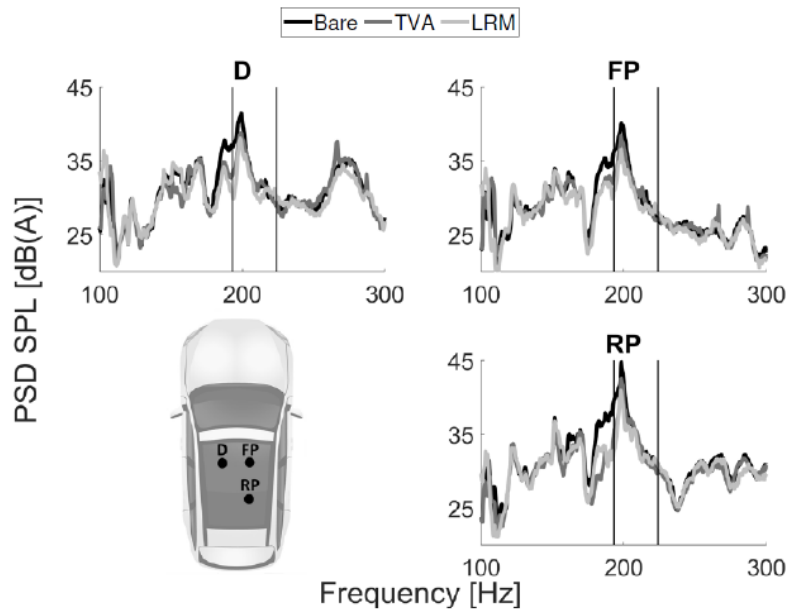 Bare TVA LRM
D
FP
45
35
25
100
200
300
45
35
25
100
200
300
PSD SPL [dB(A)]
D FP
RP
RP
45
35
25
100
200
300
Frequency [Hz]